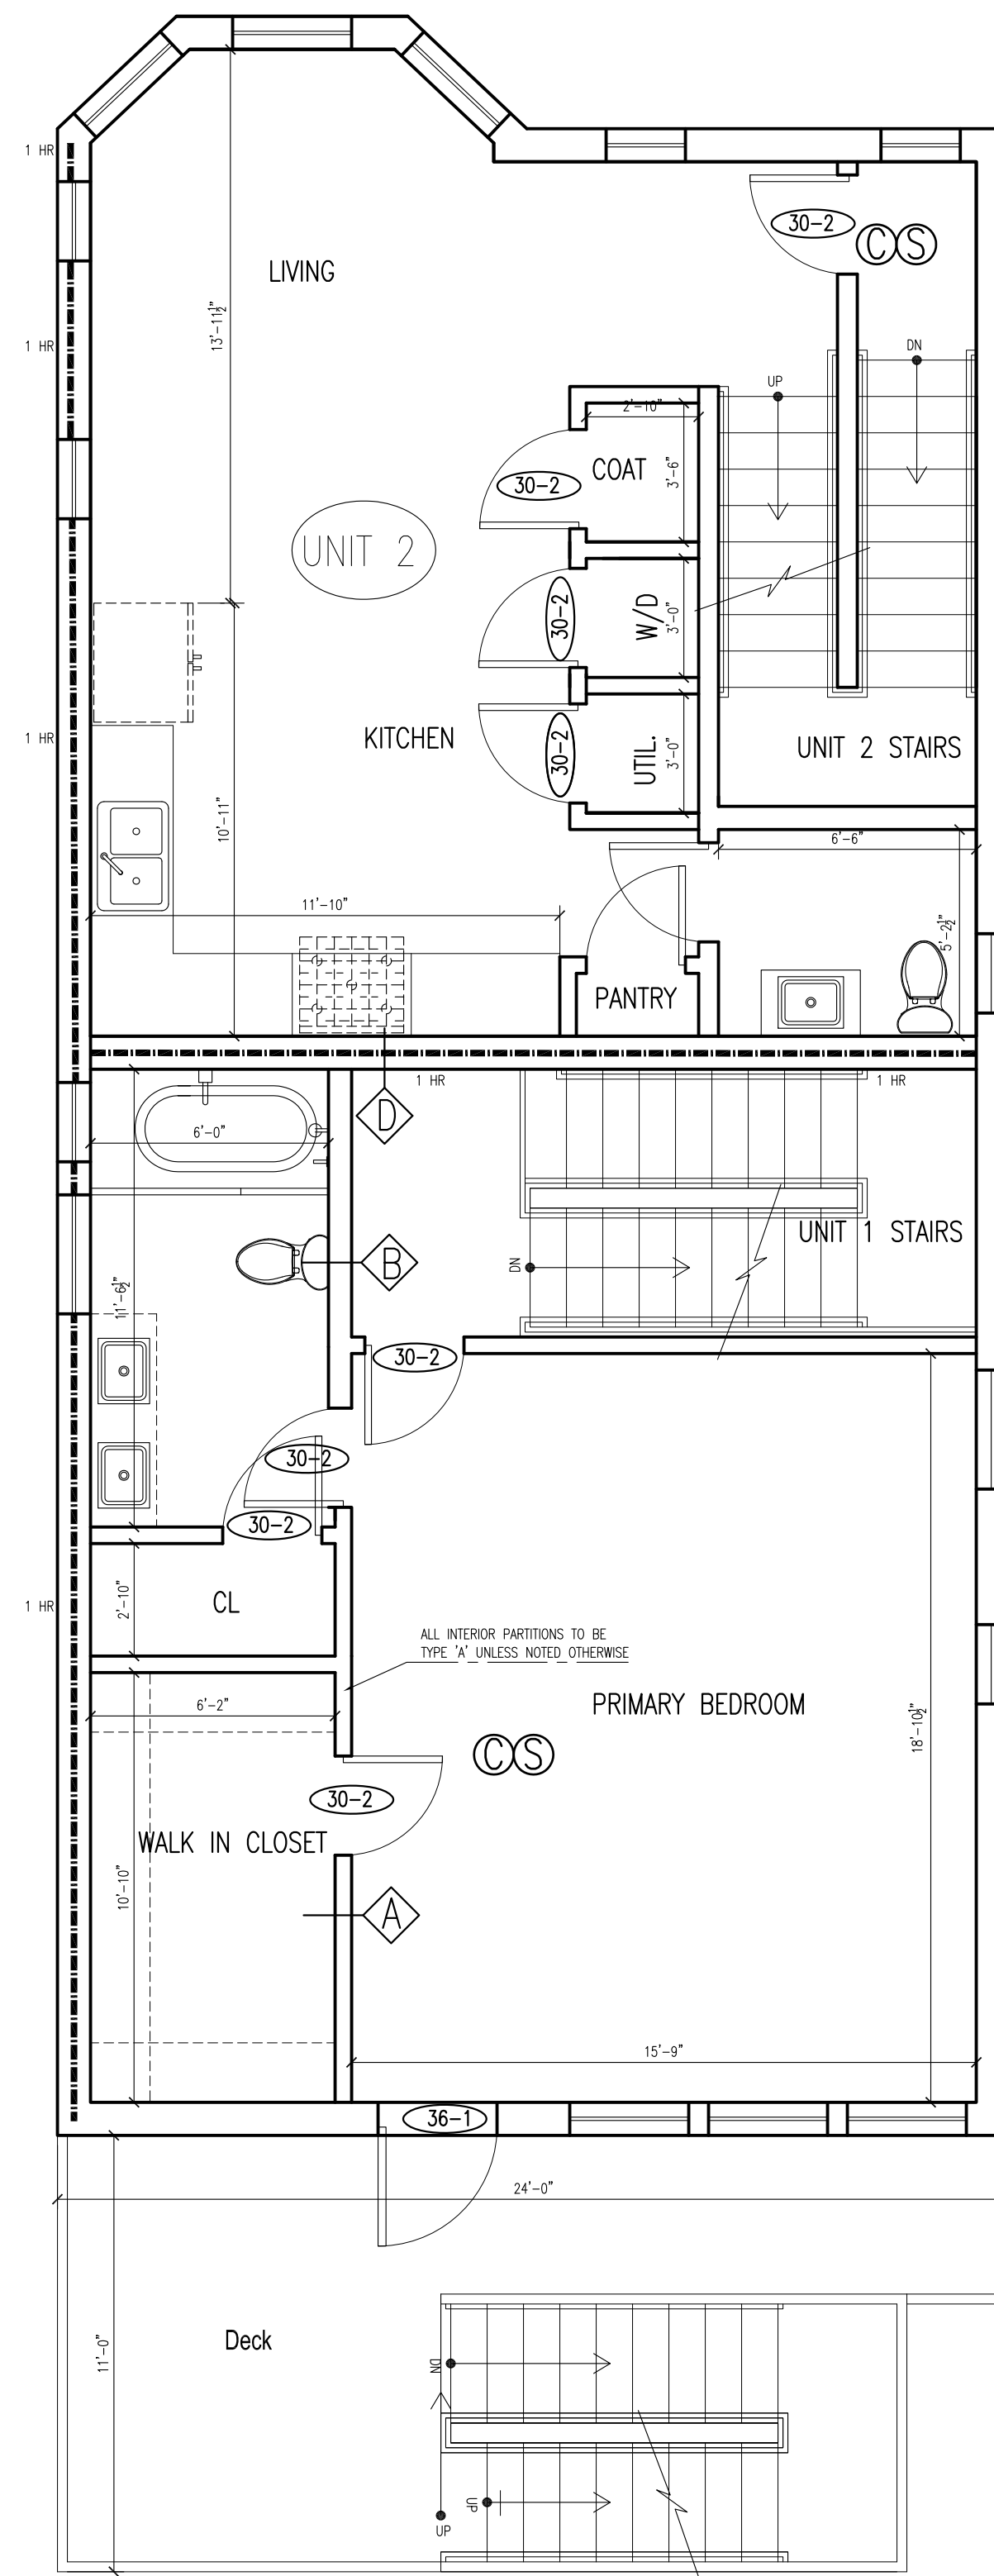 1 HR
30-2
C S
LIVING
13'-11½"
1 HR
DN
UP
2'-10"
COAT
3'-6"
30-2
UNIT 2
30-2
W/D
3'-0"
1 HR
KITCHEN
30-2
UTIL.
3'-0"
UNIT 2 STAIRS
10'-11"
6'-6"
11'-10"
5'-2½"
PANTRY
1 HR
1 HR
D
6'-0"
UNIT 1 STAIRS
B
DN
11'-6½"
30-2
30-2
30-2
2'-10"
CL
1 HR
ALL INTERIOR PARTITIONS TO BE
TYPE 'A' UNLESS NOTED OTHERWISE
6'-2"
PRIMARY BEDROOM
18'-10½"
C S
30-2
WALK IN CLOSET
10'-10"
A
15'-9"
36-1
24'-0"
Deck
11'-0"
DN
UP
UP